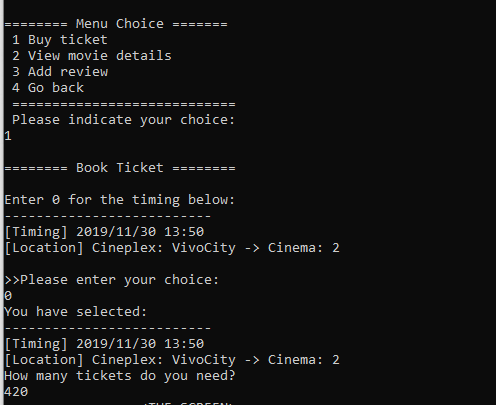 ======== Menu Choice =======
1 Buy ticket
2 View movie details
3 Add review
4 Go back
============================
Please indicate your choice:
1
======== Book Ticket ========
Enter 0 for the timing below:
--------------------------
[Timing] 2019/11/30 13:50
[Location] Cineplex: VivoCity -> Cinema: 2
>>Please enter your choice:
0
You have selected:
--------------------------
[Timing] 2019/11/30 13:50
[Location] Cineplex: VivoCity -> Cinema: 2
How many tickets do you need?
420
<THE SCREEN>